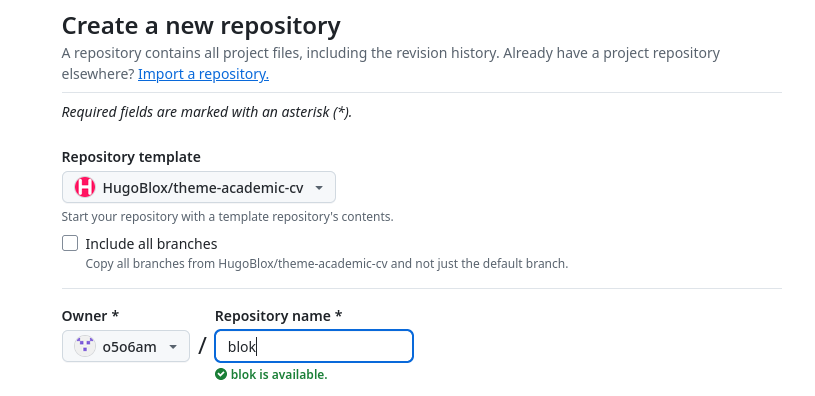 Create a new repository
A repository contains all project files, including the revision history. Already have a project repository
elsewhere? Import a repository.
Required fields are marked with an asterisk (*).
Repository template
HugoBlox/theme-academic-cv
Start your repository with a template repository's contents.
Include all branches
Copy all branches from HugoBlox/theme-academic-cv and not just the default branch.
Owner * Repository name *
o5o6am / blok
blok is available.